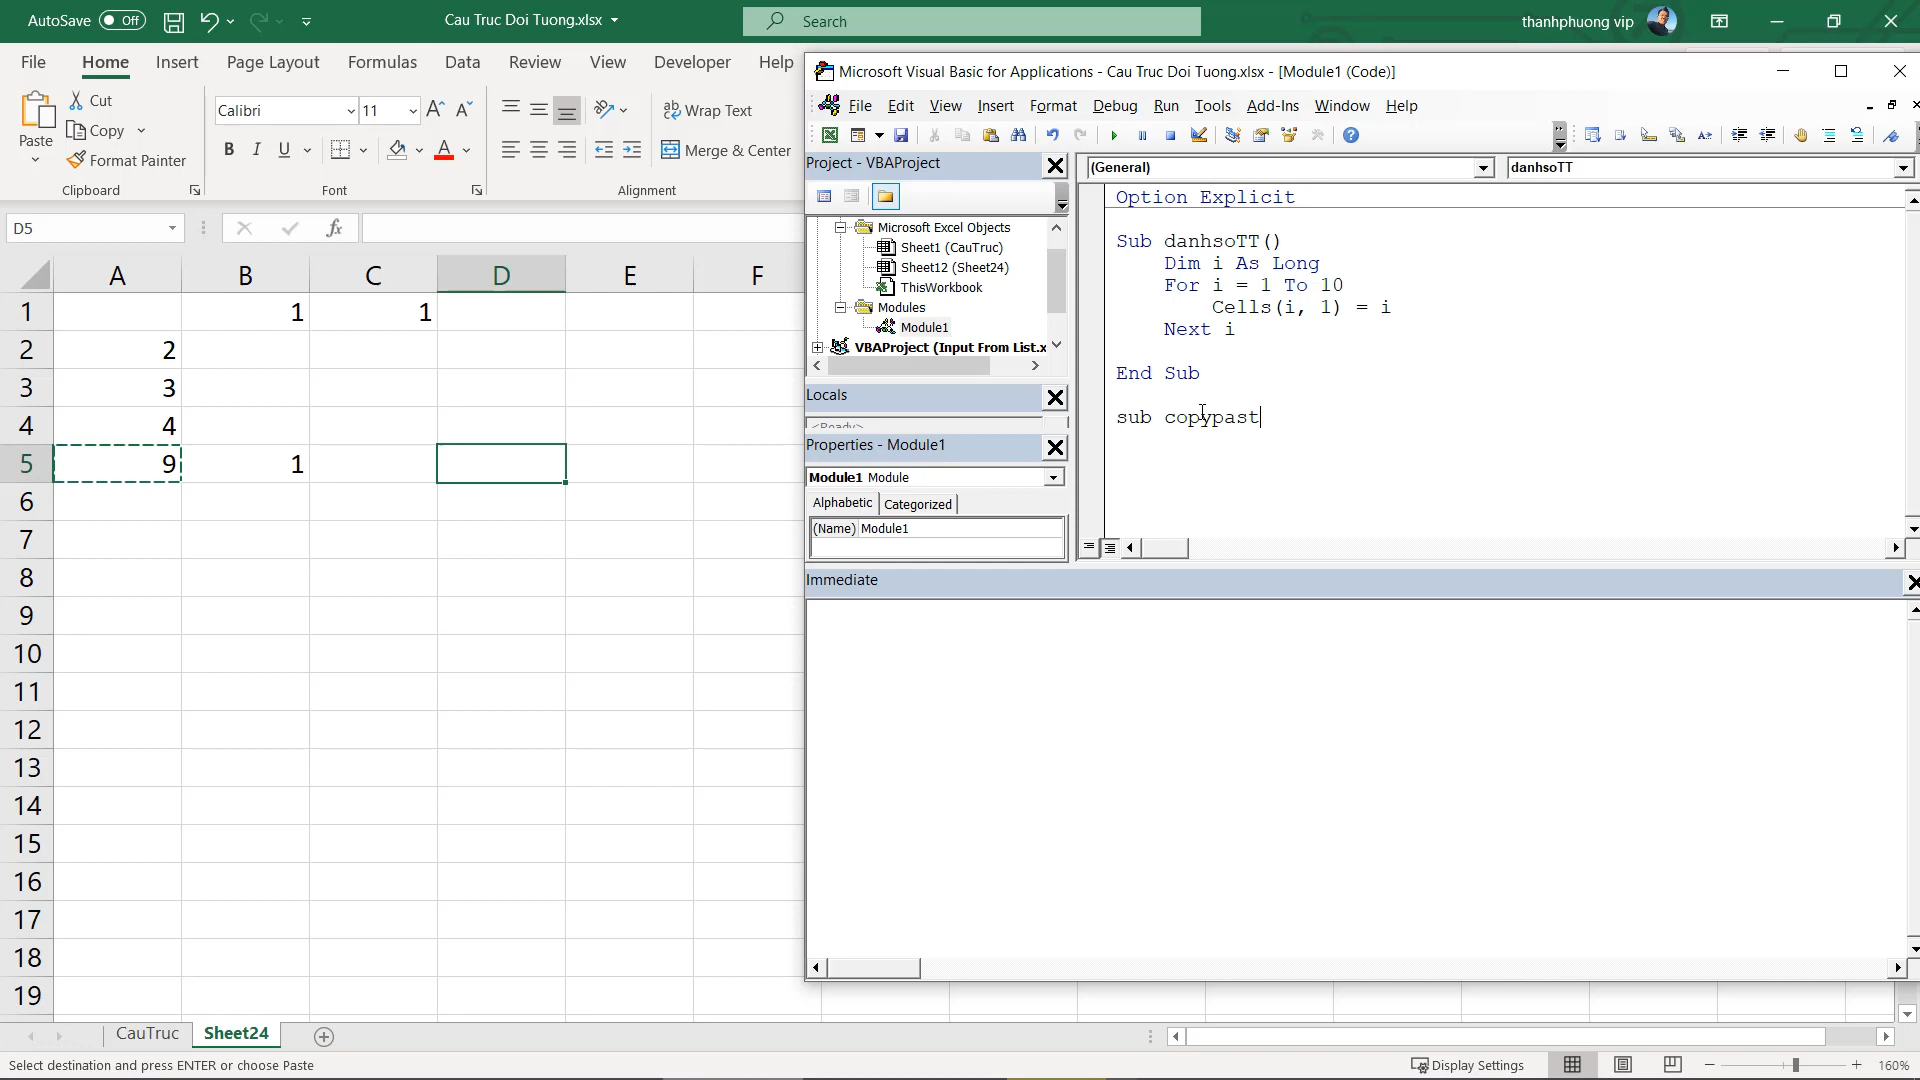 AutoSave Off
Cau Truc Doi Tuong.xlsx
Search
thanhphuong vip
File Home Insert Page Layout Formulas Data Review View Developer Help
Cut
Copy
Format Painter
Paste
Clipboard
Calibri 11
B I U A
Font
Wrap Text
Merge & Center
Alignment
D5
fx
A B C D E F
1 1 1
2 2
3 3
4 4
5 9 1
6
7
8
9
10
11
12
13
14
15
16
17
18
19
CauTruc Sheet24
Select destination and press ENTER or choose Paste
Display Settings
160%
Microsoft Visual Basic for Applications - Cau Truc Doi Tuong.xlsx - [Module1 (Code)]
File Edit View Insert Format Debug Run Tools Add-Ins Window Help
Project - VBAProject
Microsoft Excel Objects
Sheet1 (CauTruc)
Sheet12 (Sheet24)
ThisWorkbook
Modules
Module1
VBAProject (Input From List.x
Locals
<Ready>
Properties - Module1
Module1 Module
Alphabetic Categorized
(Name) Module1
(General)
danhsoTT
Option Explicit
Sub danhsoTT()
Dim i As Long
For i = 1 To 10
Cells(i, 1) = i
Next i
End Sub
sub copypast
Immediate